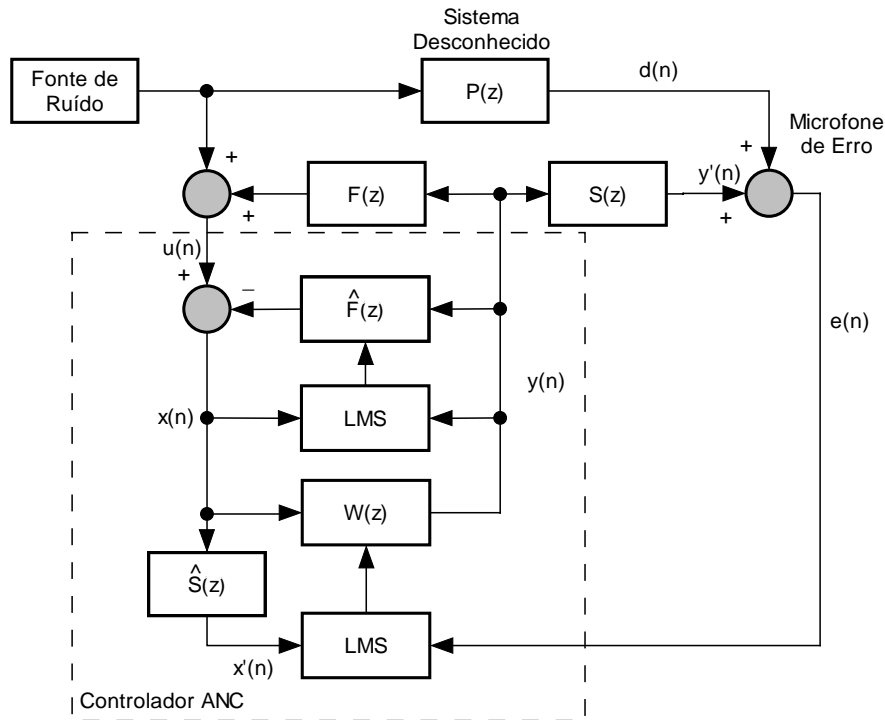 Sistema
Desconhecido
Fonte de
Ruído
P(z)
d(n)
Microfone
de Erro
+
+
F(z)
S(z)
y'(n)
+
+
u(n)
+
–
^
F(z)
e(n)
y(n)
x(n)
LMS
W(z)
^
S(z)
LMS
x'(n)
Controlador ANC